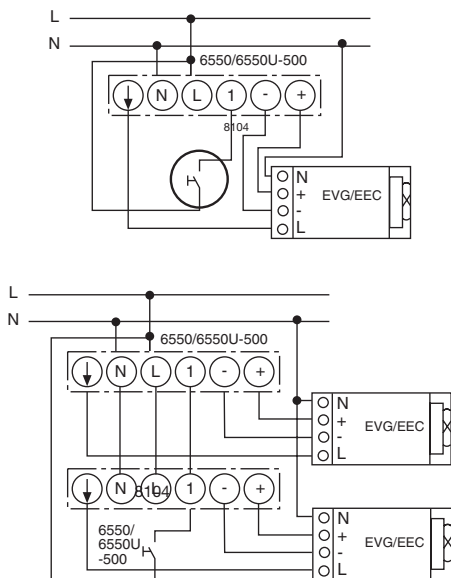 L
N
6550/6550U-500
↓ N L 1 - +
8104
N
+ EVG/EEC
-
L
L
N
6550/6550U-500
↓ N L 1 - +
N
+ EVG/EEC
-
L
↓ N L 1 - +
8104
6550/
6550U
-500
N
+ EVG/EEC
-
L